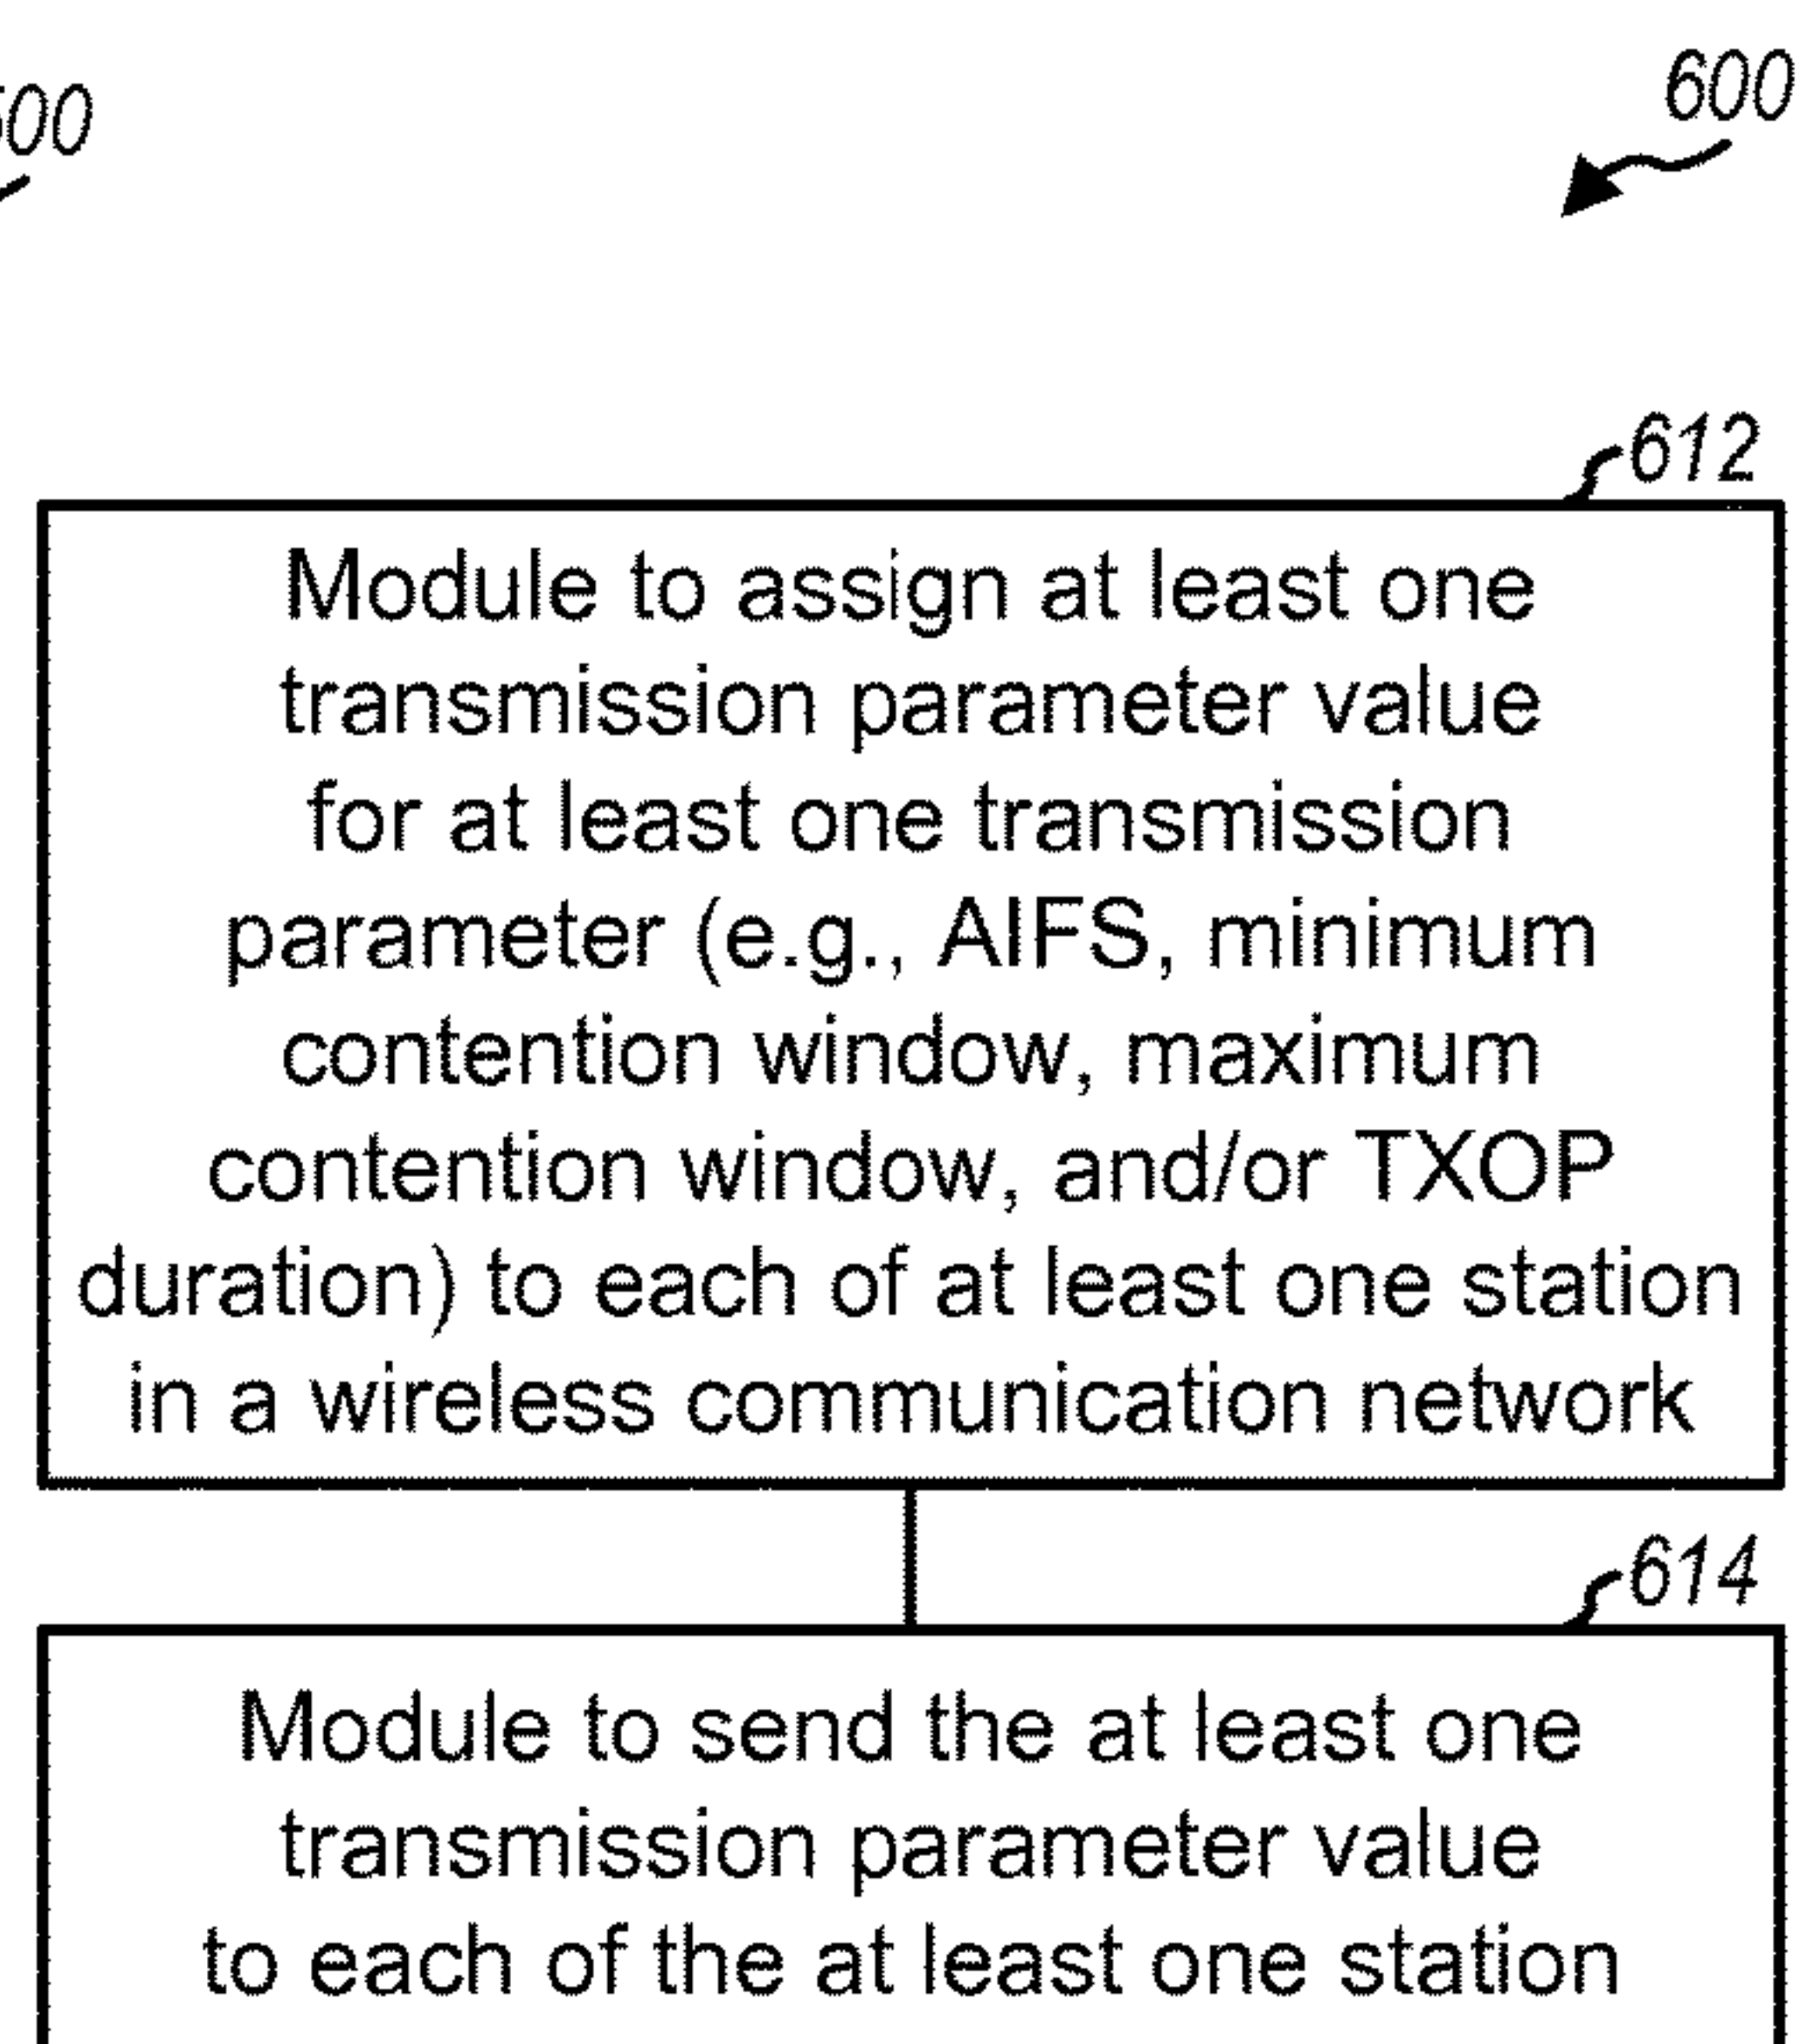 600
612
Module to assign at least one
transmission parameter value
for at least one transmission
parameter (e.g., AIFS, minimum
contention window, maximum
contention window, and/or TXOP
duration) to each of at least one station
in a wireless communication network
614
Module to send the at least one
transmission parameter value
to each of the at least one station